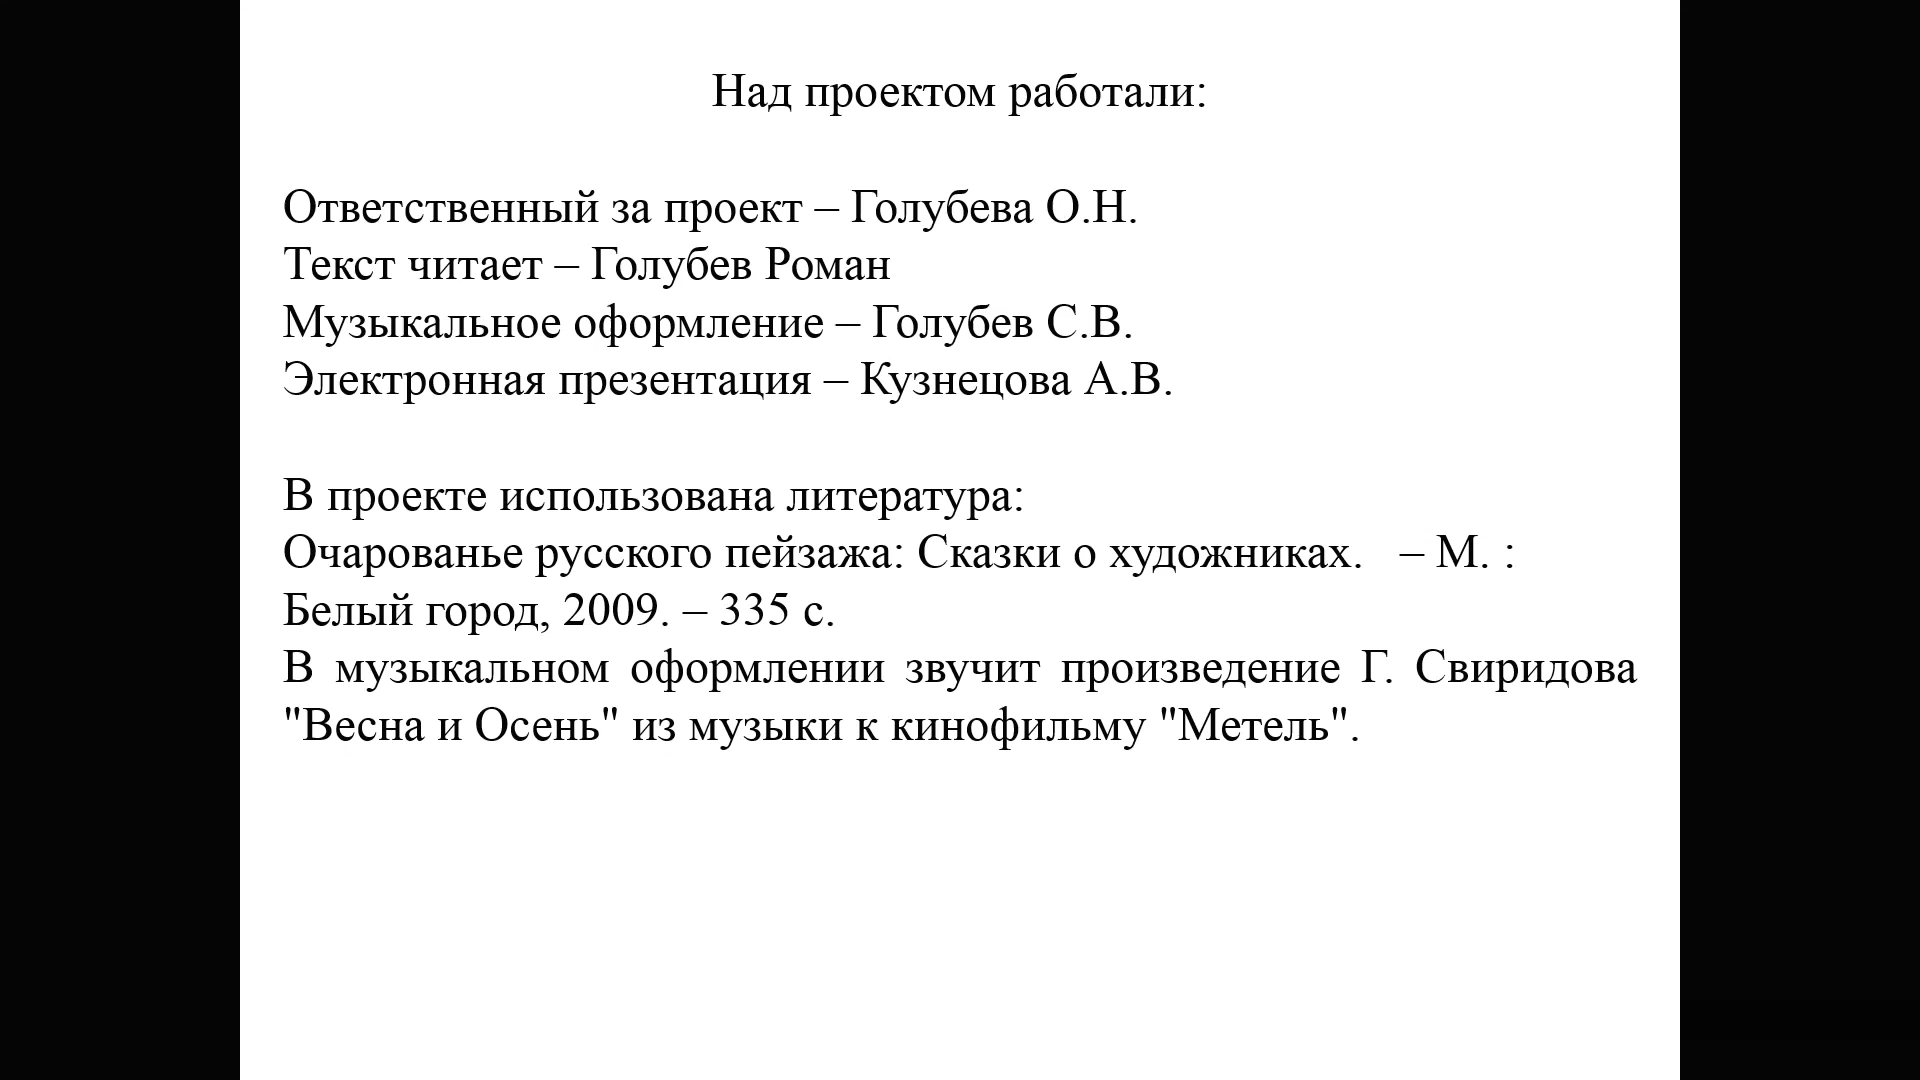 Над проектом работали:
Ответственный за проект – Голубева О.Н.
Текст читает – Голубев Роман
Музыкальное оформление – Голубев С.В.
Электронная презентация – Кузнецова А.В.
В проекте использована литература:
Очарованье русского пейзажа: Сказки о художниках. – М. :
Белый город, 2009. – 335 с.
В музыкальном оформлении звучит произведение Г. Свиридова
"Весна и Осень" из музыки к кинофильму "Метель".